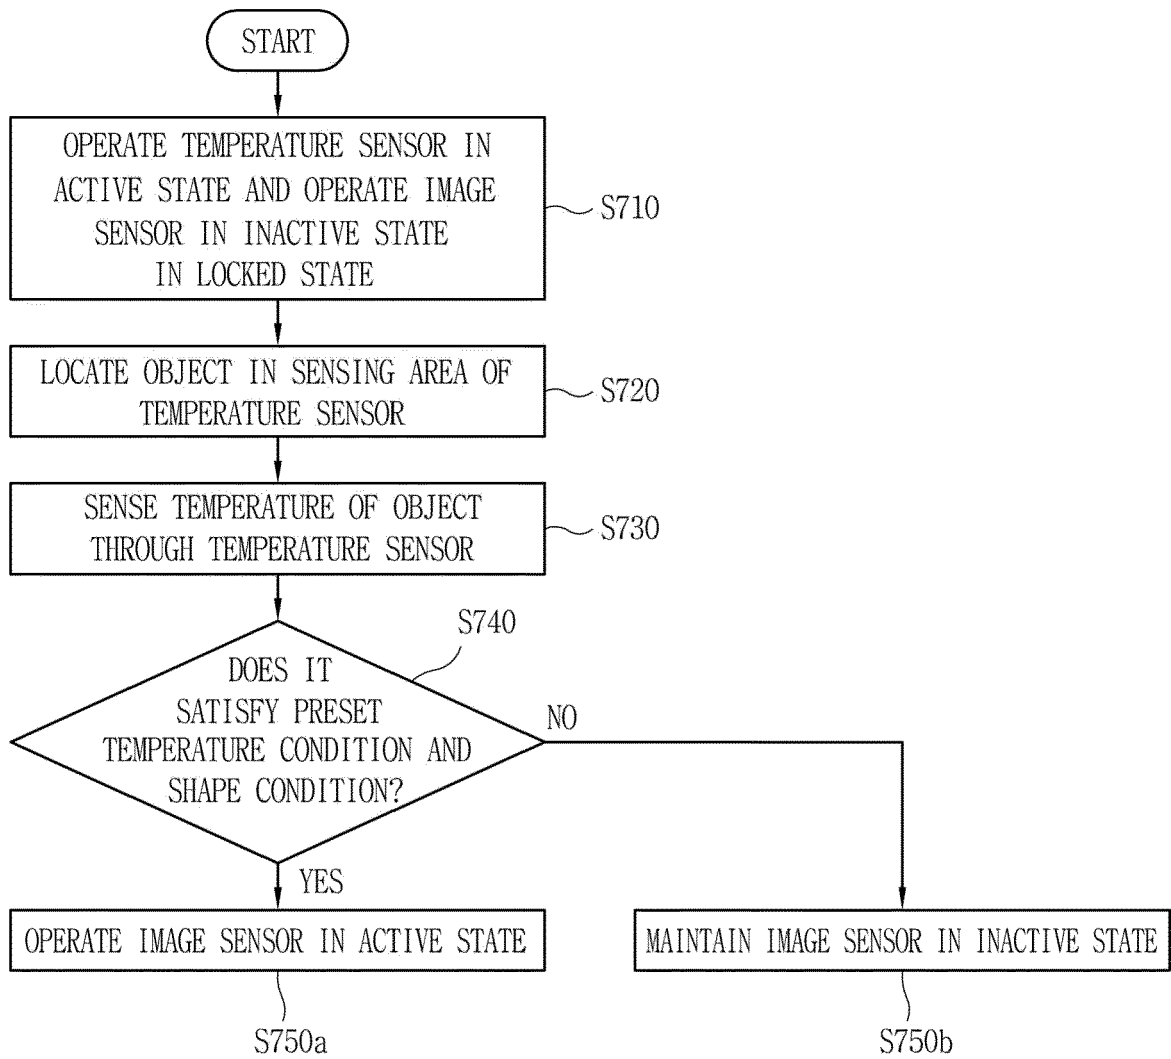 START
OPERATE TEMPERATURE SENSOR IN
ACTIVE STATE AND OPERATE IMAGE
SENSOR IN INACTIVE STATE
IN LOCKED STATE
S710
LOCATE OBJECT IN SENSING AREA OF
TEMPERATURE SENSOR
S720
SENSE TEMPERATURE OF OBJECT
THROUGH TEMPERATURE SENSOR
S730
S740
DOES IT
SATISFY PRESET
TEMPERATURE CONDITION AND
SHAPE CONDITION?
NO
YES
OPERATE IMAGE SENSOR IN ACTIVE STATE
MAINTAIN IMAGE SENSOR IN INACTIVE STATE
S750a
S750b